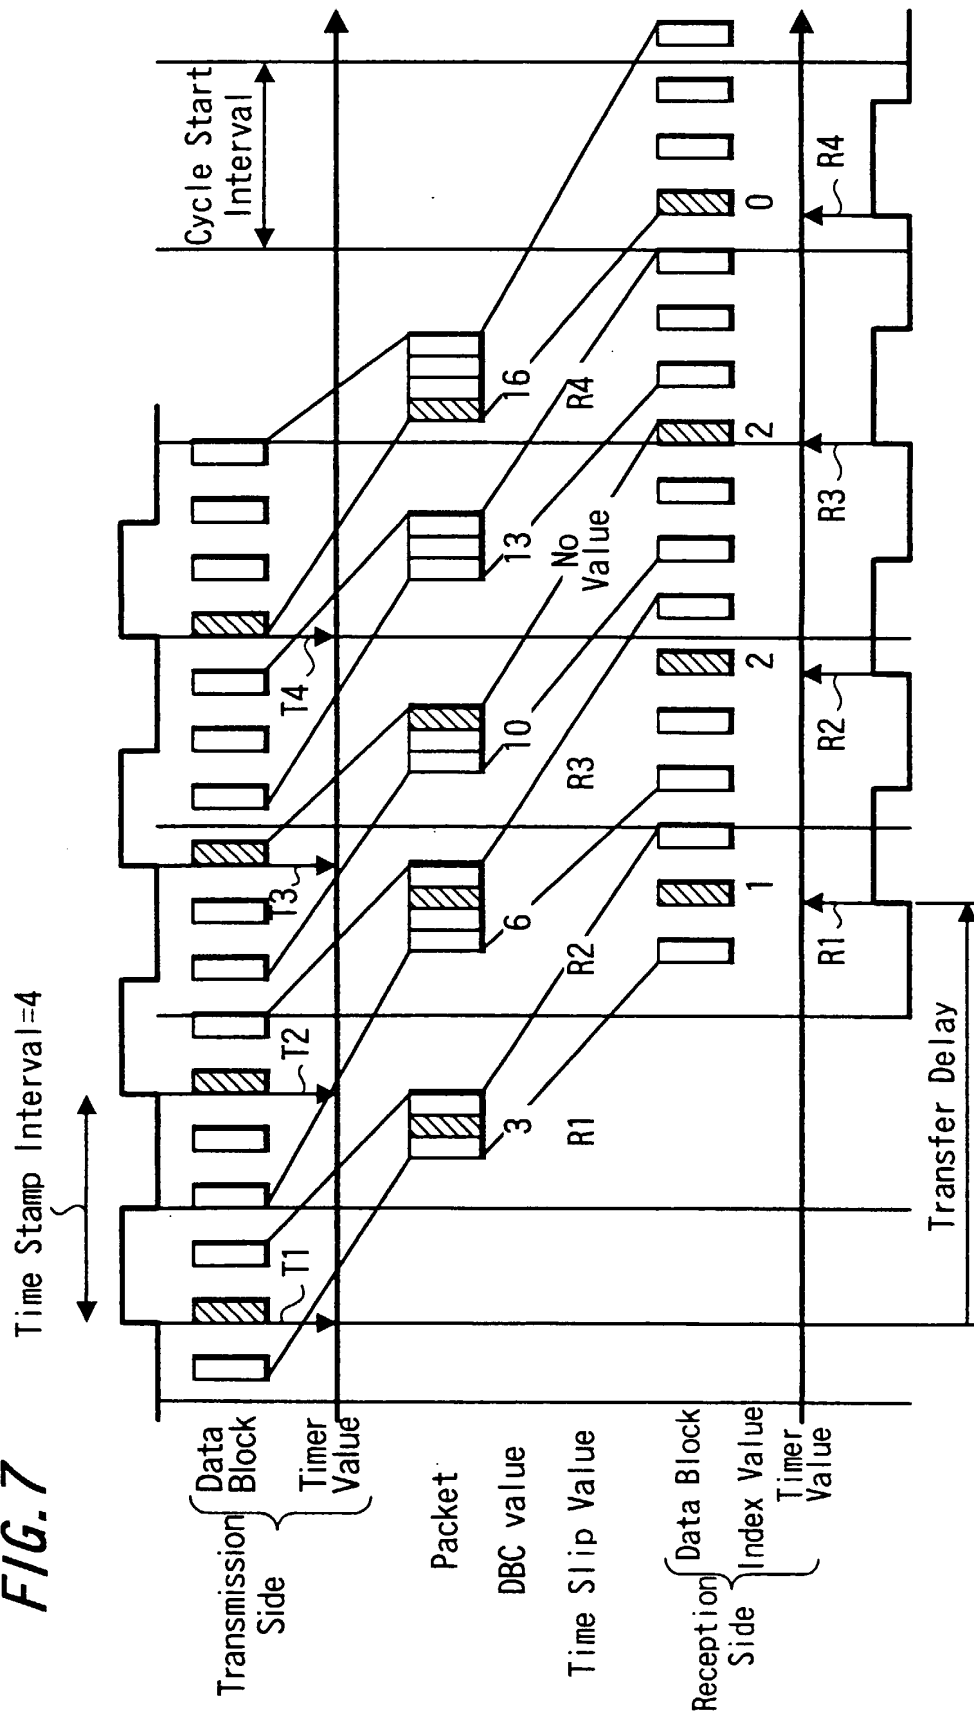 FIG. 7
Time Stamp Interval=4
Cycle Start
Interval
Transmission
Side
Data
Block
Timer
Value
T1
T2
T3
T4
Packet
DBC value
3
6
10
13
16
No
Value
Time Slip Value
R1
R2
R3
R4
Reception
Side
Data Block
Index Value
1
2
2
0
Timer
Value
R1
R2
R3
R4
Transfer Delay